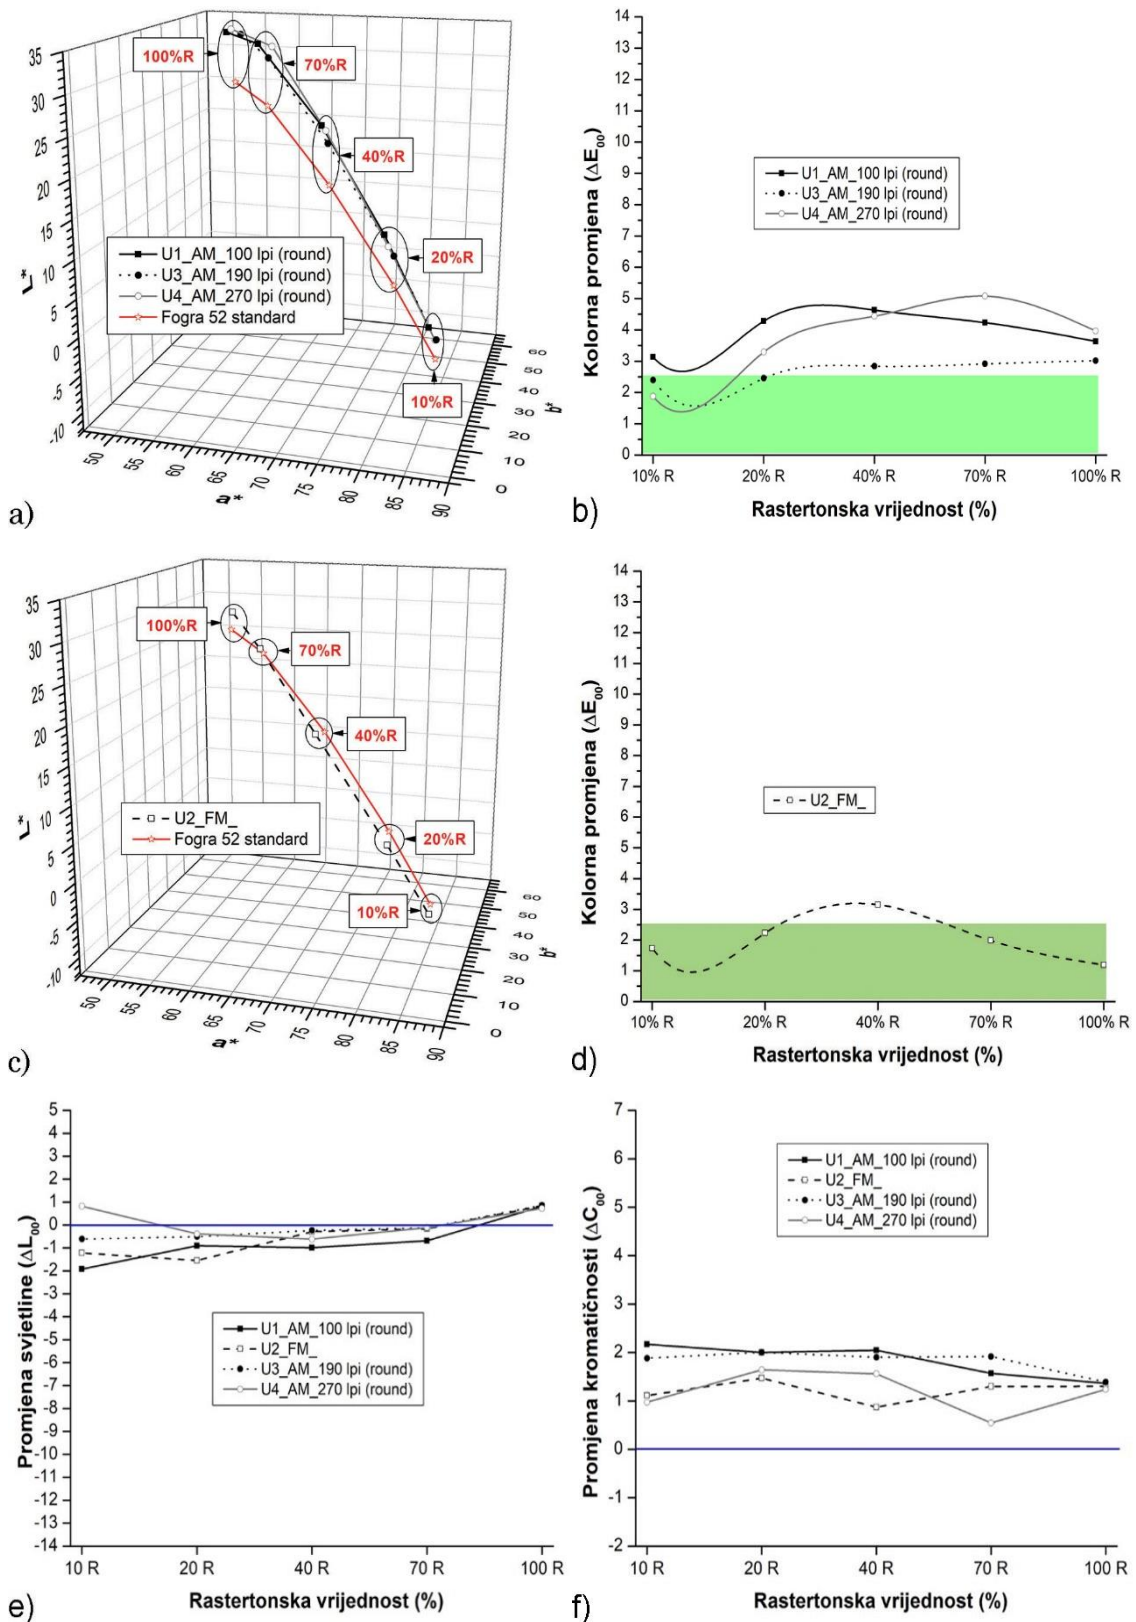 35
30
25
20
15
10
5
0
-5
-10
L*
100%R
70%R
40%R
20%R
10%R
U1_AM_100 lpi (round)
U3_AM_190 lpi (round)
U4_AM_270 lpi (round)
Fogra 52 standard
50
55
60
65
70
75
80
85
90
a*
0
10
20
30
40
50
60
b*
a)
14
13
12
11
10
9
8
7
6
5
4
3
2
1
0
Kolorna promjena (ΔE₀₀)
U1_AM_100 lpi (round)
U3_AM_190 lpi (round)
U4_AM_270 lpi (round)
10% R 20% R 40% R 70% R 100% R
Rastertonska vrijednost (%)
b)
35
30
25
20
15
10
5
0
-5
-10
L*
100%R
70%R
40%R
20%R
10%R
U2_FM_
Fogra 52 standard
50
55
60
65
70
75
80
85
90
a*
0
10
20
30
40
50
60
b*
c)
14
13
12
11
10
9
8
7
6
5
4
3
2
1
0
Kolorna promjena (ΔE₀₀)
U2_FM_
10% R 20% R 40% R 70% R 100% R
Rastertonska vrijednost (%)
d)
5
4
3
2
1
0
-1
-2
-3
-4
-5
-6
-7
-8
-9
-10
-11
-12
-13
-14
Promjena svjetline (ΔL₀₀)
U1_AM_100 lpi (round)
U2_FM_
U3_AM_190 lpi (round)
U4_AM_270 lpi (round)
10 R 20 R 40 R 70 R 100 R
Rastertonska vrijednost (%)
e)
7
6
5
4
3
2
1
0
-1
-2
Promjena kromatičnosti (ΔC₀₀)
U1_AM_100 lpi (round)
U2_FM_
U3_AM_190 lpi (round)
U4_AM_270 lpi (round)
10 R 20 R 40 R 70 R 100 R
Rastertonska vrijednost (%)
f)